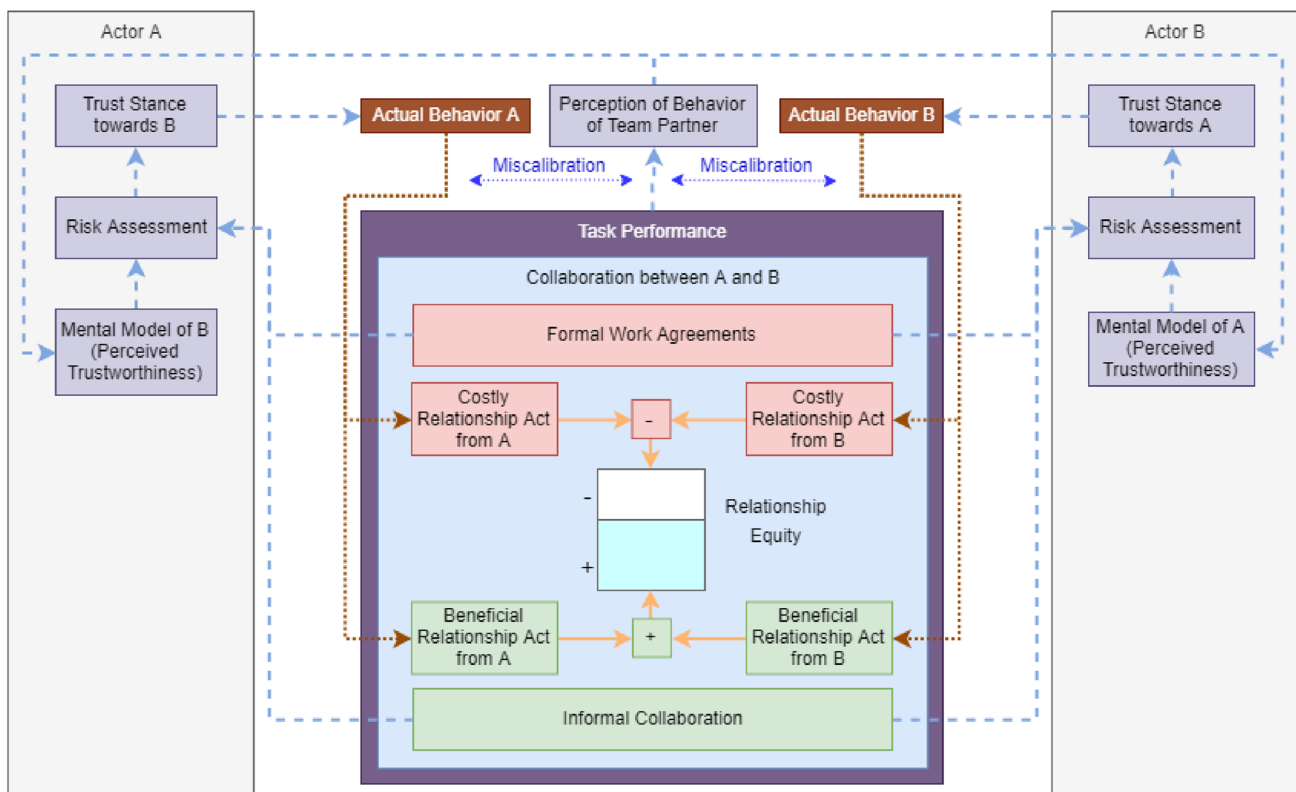 Actor A
Actor B
Trust Stance
towards B
Actual Behavior A
Perception of Behavior
of Team Partner
Actual Behavior B
Trust Stance
towards A
Miscalibration
Miscalibration
Risk Assessment
Task Performance
Risk Assessment
Collaboration between A and B
Mental Model of B
(Perceived
Trustworthiness)
Formal Work Agreements
Mental Model of A
(Perceived
Trustworthiness)
Costly
Relationship Act
from A
-
Costly
Relationship Act
from B
-
Relationship
Equity
+
Beneficial
Relationship Act
from A
+
Beneficial
Relationship Act
from B
Informal Collaboration